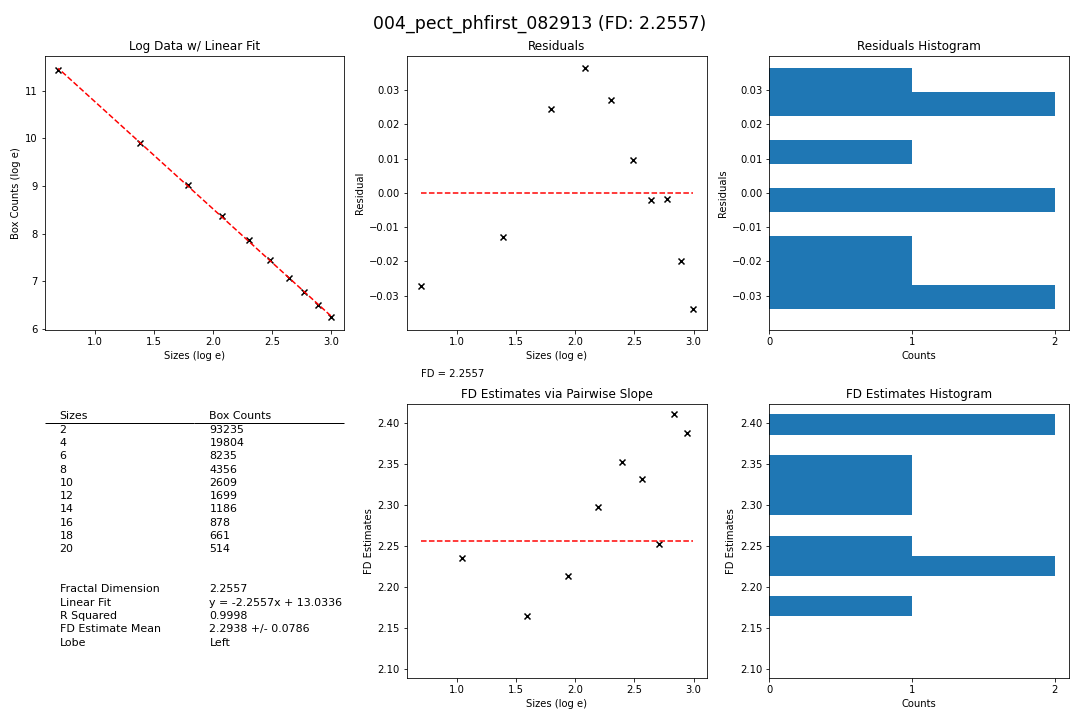 004_pect_phfirst_082913 (FD: 2.2557)
Log Data w/ Linear Fit
Box Counts (log e)
11
10
9
8
7
6
1.0 1.5 2.0 2.5 3.0
Sizes (log e)
Residuals
Residual
0.03
0.02
0.01
0.00
−0.01
−0.02
−0.03
1.0 1.5 2.0 2.5 3.0
Sizes (log e)
FD = 2.2557
Residuals Histogram
Residuals
0.03
0.02
0.01
0.00
−0.01
−0.02
−0.03
0 1 2
Counts
Sizes Box Counts
2 93235
4 19804
6 8235
8 4356
10 2609
12 1699
14 1186
16 878
18 661
20 514
Fractal Dimension 2.2557
Linear Fit y = -2.2557x + 13.0336
R Squared 0.9998
FD Estimate Mean 2.2938 +/- 0.0786
Lobe Left
FD Estimates via Pairwise Slope
FD Estimates
2.40
2.35
2.30
2.25
2.20
2.15
2.10
1.0 1.5 2.0 2.5 3.0
Sizes (log e)
FD Estimates Histogram
FD Estimates
2.40
2.35
2.30
2.25
2.20
2.15
2.10
0 1 2
Counts